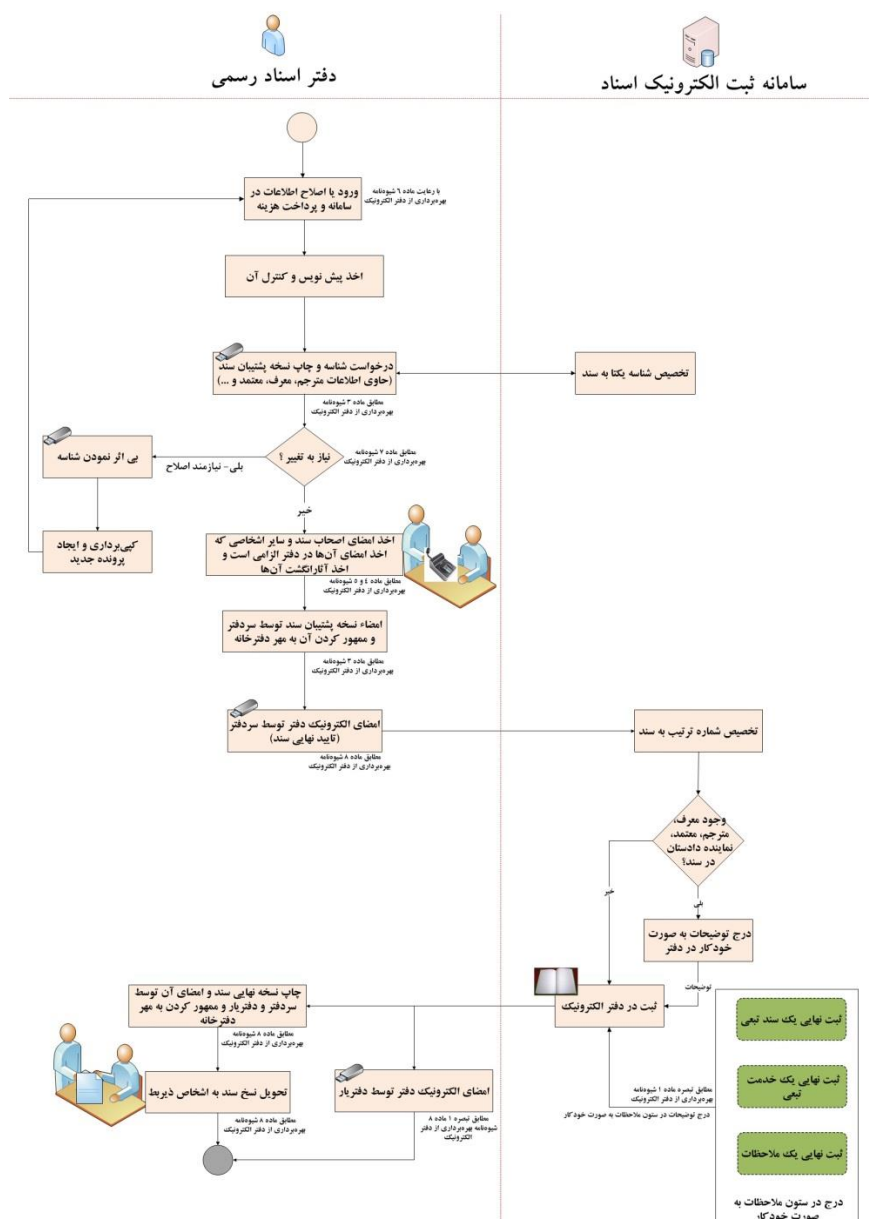 دفتر اسناد رسمی
سامانه ثبت الکترونیک اسناد
ورود یا اصلاح اطلاعات در
سامانه و پرداخت هزینه
با رعایت ماده ٦ شیوه‌نامه
بهره‌برداری از دفتر الکترونیک
اخذ پیش نویس و کنترل آن
درخواست شناسه و چاپ نسخه پشتیبان سند
(حاوی اطلاعات مترجم، معرف، معتمد و ...)
تخصیص شناسه یکتا به سند
مطابق ماده ۳ شیوه‌نامه
بهره‌برداری از دفتر الکترونیک
نیاز به تغییر ؟
مطابق ماده ۷ شیوه‌نامه
بهره‌برداری از دفتر الکترونیک
بلی- نیازمند اصلاح
بی اثر نمودن شناسه
کپی‌برداری و ایجاد
پرونده جدید
خیر
اخذ امضای اصحاب سند و سایر اشخاصی که
اخذ امضای آن‌ها در دفتر الزامی است و
اخذ آثارانگشت آن‌ها
مطابق ماده ٤ و ٥ شیوه‌نامه
بهره‌برداری از دفتر الکترونیک
امضاء نسخه پشتیبان سند توسط سردفتر
و ممهور کردن آن به مهر دفترخانه
مطابق ماده ۳ شیوه‌نامه
بهره‌برداری از دفتر الکترونیک
امضای الکترونیک دفتر توسط سردفتر
(تایید نهایی سند)
مطابق ماده ۸ شیوه‌نامه
بهره‌برداری از دفتر الکترونیک
تخصیص شماره ترتیب به سند
وجود معرف،
مترجم، معتمد،
نماینده دادستان
در سند؟
خیر
بلی
درج توضیحات به صورت
خودکار در دفتر
توضیحات
ثبت در دفتر الکترونیک
چاپ نسخه نهایی سند و امضای آن توسط
سردفتر و دفتریار و ممهور کردن به مهر
دفترخانه
مطابق ماده ۸ شیوه‌نامه
بهره‌برداری از دفتر الکترونیک
تحویل نسخ سند به اشخاص ذیربط
مطابق ماده ۸ شیوه‌نامه
بهره‌برداری از دفتر الکترونیک
امضای الکترونیک دفتر توسط دفتریار
مطابق تبصره ۱ ماده ۸
شیوه‌نامه بهره‌برداری از دفتر
الکترونیک
مطابق تبصره ماده ۱ شیوه‌نامه
بهره‌برداری از دفتر الکترونیک
درج توضیحات در ستون ملاحظات به صورت خودکار
ثبت نهایی یک سند تبعی
ثبت نهایی یک خدمت
تبعی
ثبت نهایی یک ملاحظات
درج در ستون ملاحظات به
صورت خودکار